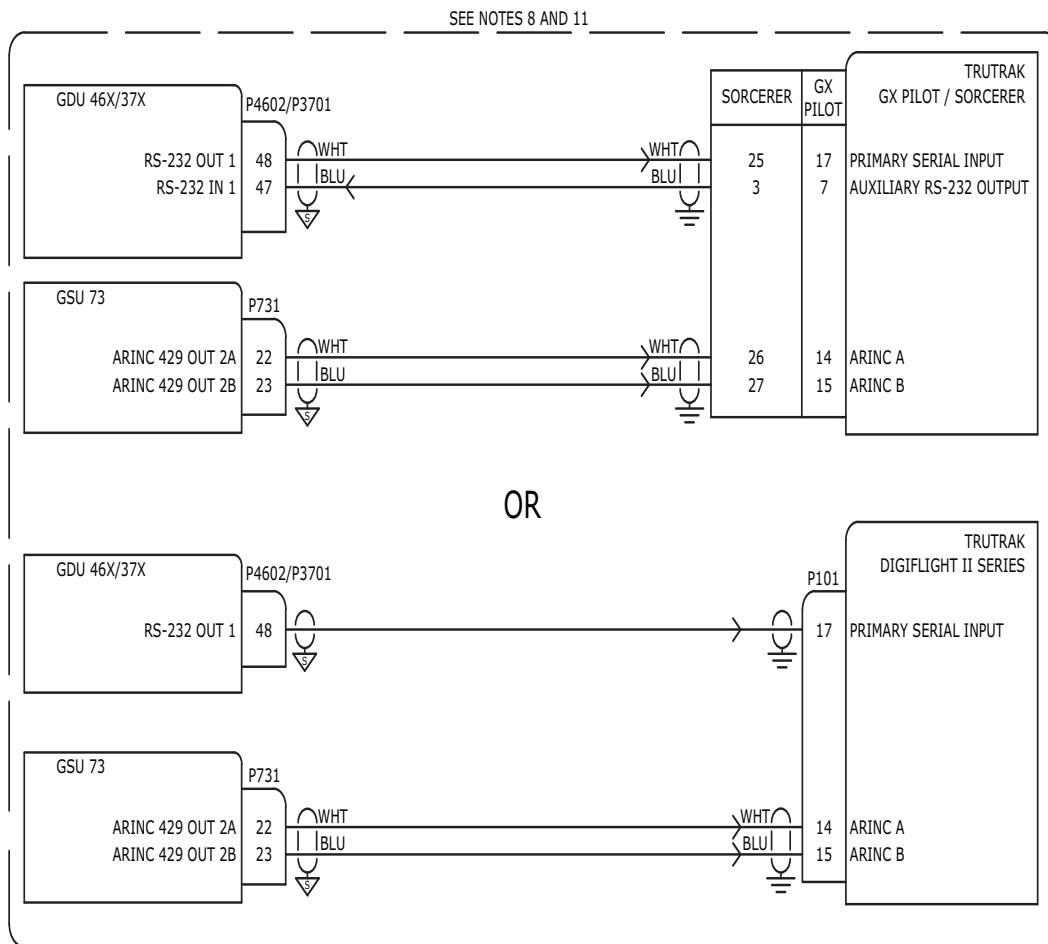 SEE NOTES 8 AND 11
GDU 46X/37X
P4602/P3701
SORCERER
GX
PILOT
TRUTRAK
GX PILOT / SORCERER
RS-232 OUT 1 48 WHT WHT 25 17 PRIMARY SERIAL INPUT
RS-232 IN 1 47 BLU BLU 3 7 AUXILIARY RS-232 OUTPUT
S
GSU 73
P731
ARINC 429 OUT 2A 22 WHT WHT 26 14 ARINC A
ARINC 429 OUT 2B 23 BLU BLU 27 15 ARINC B
S
OR
GDU 46X/37X
P4602/P3701
P101
TRUTRAK
DIGIFLIGHT II SERIES
RS-232 OUT 1 48 17 PRIMARY SERIAL INPUT
S
GSU 73
P731
ARINC 429 OUT 2A 22 WHT WHT 14 ARINC A
ARINC 429 OUT 2B 23 BLU BLU 15 ARINC B
S